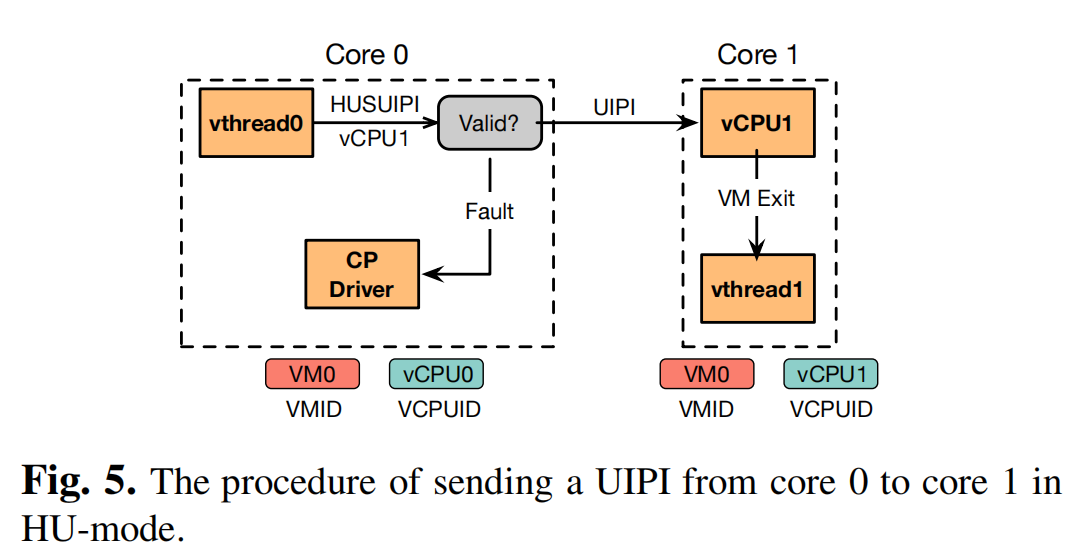 Core 0
Core 1
vthread0
HUSUIPI
vCPU1
Valid?
UIPI
vCPU1
Fault
VM Exit
CP
Driver
vthread1
VM0
vCPU0
VM0
vCPU1
VMID
VCPUID
VMID
VCPUID
Fig. 5. The procedure of sending a UIPI from core 0 to core 1 in
HU-mode.